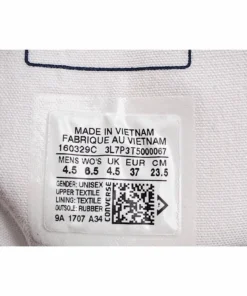 MADE IN VIETNAM
FABRIQUE AU VIETNAM
160329C 3L7P3T5000067
MENS WO'S UK EUR CM
4.5 6.5 4.5 37 23.5
GENDER: UNISEX
UPPER: TEXTILE
LINING: TEXTILE
OUTSOLE: RUBBER
9A 1707 A34
CONVERSE